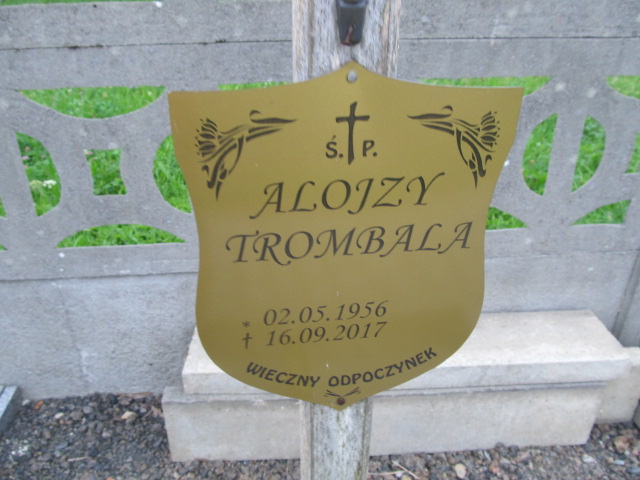 Ś. P.
ALOJZY
TROMBALA
* 02.05.1956
† 16.09.2017
WIECZNY ODPOCZYNEK